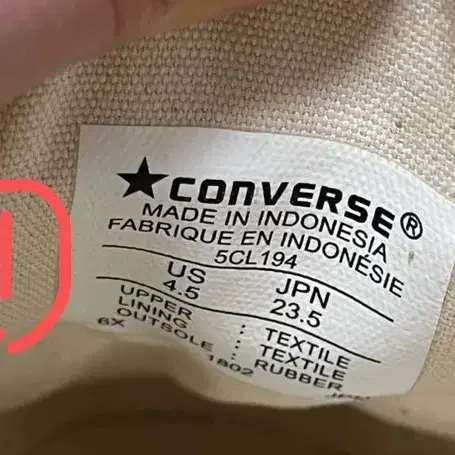 ★CONVERSE®
MADE IN INDONESIA
FABRIQUE EN INDONÉSIE
5CL194
US JPN
4.5 23.5
UPPER : TEXTILE
LINING : TEXTILE
OUTSOLE : RUBBER
6X 1802 JPN